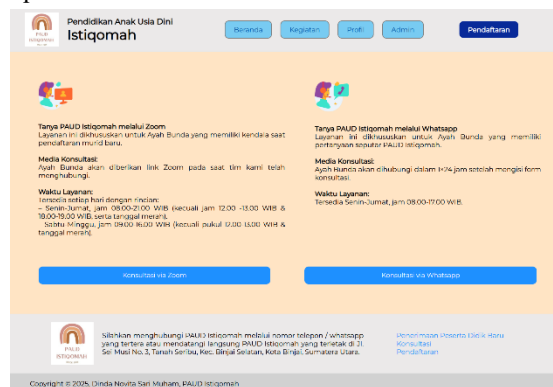 Pendidikan Anak Usia Dini
Istiqomah
Beranda
Kegiatan
Profil
Admin
Pendaftaran
PAUD
ISTIQOMAH
Tanya PAUD Istiqomah melalui Zoom
Layanan ini dikhususkan untuk Ayah Bunda yang memiliki kendala saat
pendaftaran murid baru.
Media Konsultasi:
Ayah Bunda akan diberikan link Zoom pada saat tim kami telah
menghubungi.
Waktu Layanan:
Tersedia setiap hari dengan rincian:
– Senin-Jumat, jam 08.00-21.00 WIB (kecuali jam 12.00 -13.00 WIB &
18.00-19.00 WIB, serta tanggal merah).
- Sabtu-Minggu, jam 09.00-16.00 WIB (kecuali pukul 12.00-13.00 WIB &
tanggal merah).
Konsultasi via Zoom
Tanya PAUD Istiqomah melalui Whatsapp
Layanan ini dikhususkan untuk Ayah Bunda yang memiliki
pertanyaan seputar PAUD Istiqomah.
Media Konsultasi:
Ayah Bunda akan dihubungi dalam 1×24 jam setelah mengisi form
konsultasi.
Waktu Layanan:
Tersedia Senin-Jumat, jam 08.00-17.00 WIB.
Konsultasi via Whatsapp
PAUD
ISTIQOMAH
Silahkan menghubungi PAUD Istiqomah melalui nomor telepon / whatsapp
yang tertera atau mendatangi langsung PAUD Istiqomah yang terletak di Jl.
Sei Musi No. 3, Tanah Seribu, Kec. Binjai Selatan, Kota Binjai, Sumatera Utara.
Penerimaan Peserta Didik Baru
Konsultasi
Pendaftaran
Copyright © 2025, Dinda Novita Sari Muham, PAUD Istiqomah